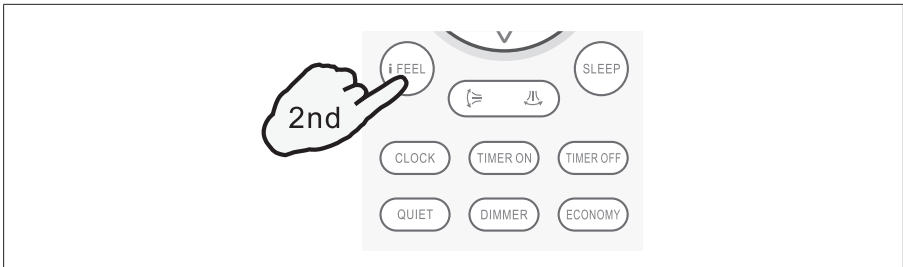 i FEEL
SLEEP
2nd
CLOCK TIMER ON TIMER OFF
QUIET DIMMER ECONOMY